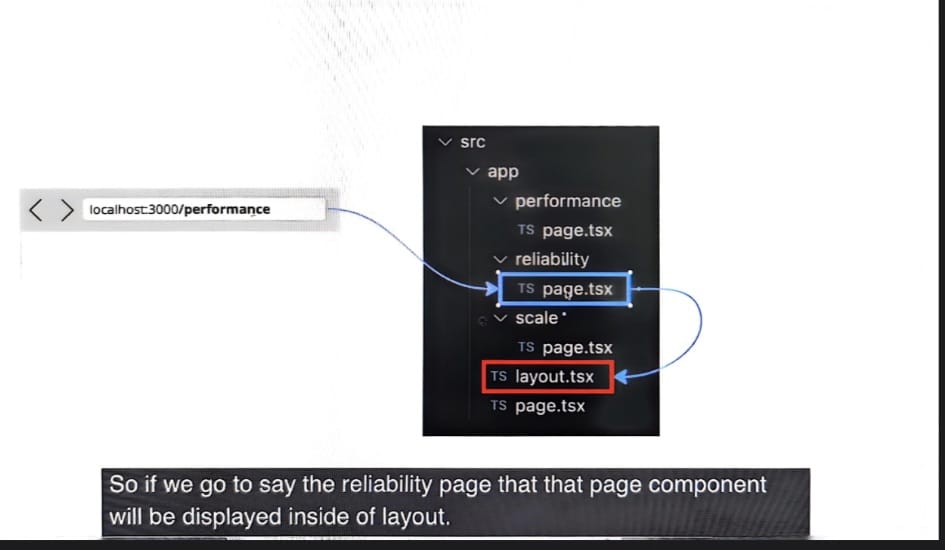 src
app
performance
TS page.tsx
localhost:3000/performance
reliability
TS page.tsx
scale
TS page.tsx
TS layout.tsx
TS page.tsx
So if we go to say the reliability page that that page component
will be displayed inside of layout.